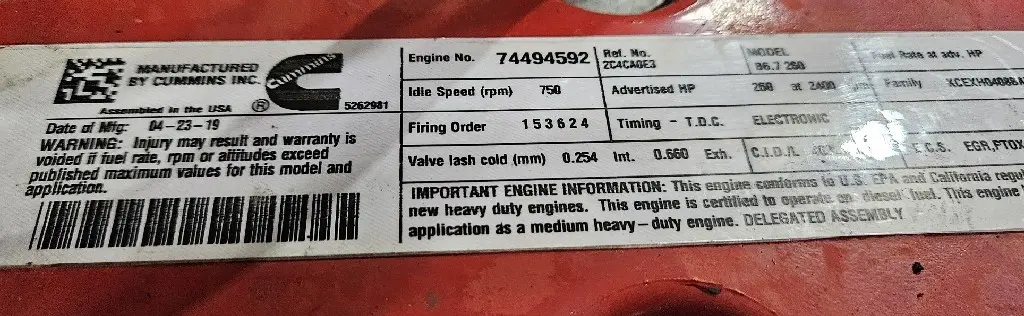 MANUFACTURED
BY CUMMINS INC.
Cummins
Assembled in the USA ® 5262981
Date of Mfg: 04-23-19
WARNING: Injury may result and warranty is
voided if fuel rate, rpm or altitudes exceed
published maximum values for this model and
application.
Engine No. 74494592 Ref. No. MODEL Fuel Rate at adv. HP
2C4CA0E3 B6.7 260
Idle Speed (rpm) 750 Advertised HP 260 at 2400 rpm Family
Firing Order 153624 Timing - T.D.C. ELECTRONIC
Valve lash cold (mm) 0.254 Int. 0.660 Exh. C.I.D./L E.C.S. EGR,PTOX
IMPORTANT ENGINE INFORMATION: This engine conforms to U.S. EPA and California
new heavy duty engines. This engine is certified to operate on diesel fuel. This engine
application as a medium heavy-duty engine. DELEGATED ASSEMBLY